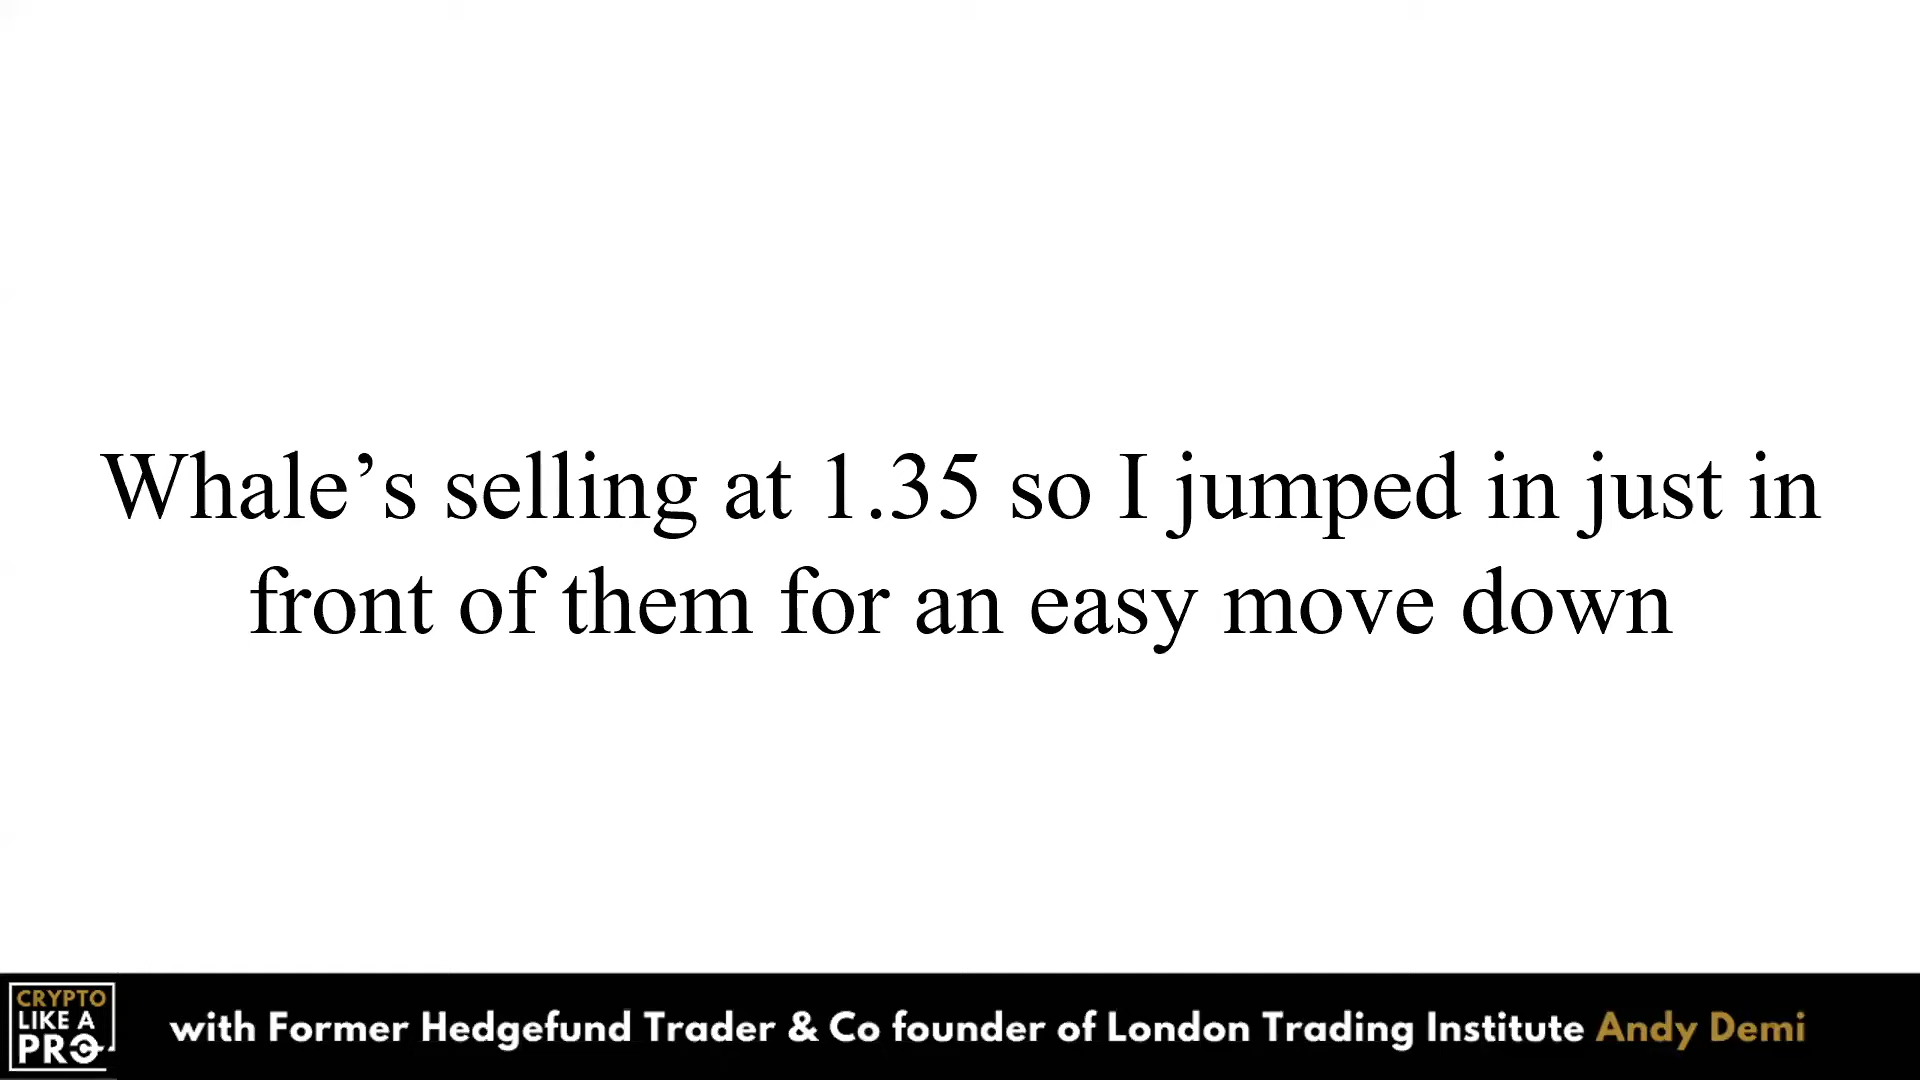 Whale’s selling at 1.35 so I jumped in just in
front of them for an easy move down
CRYPTO
LIKE A
PRO
with Former Hedgefund Trader & Co founder of London Trading Institute Andy Demi